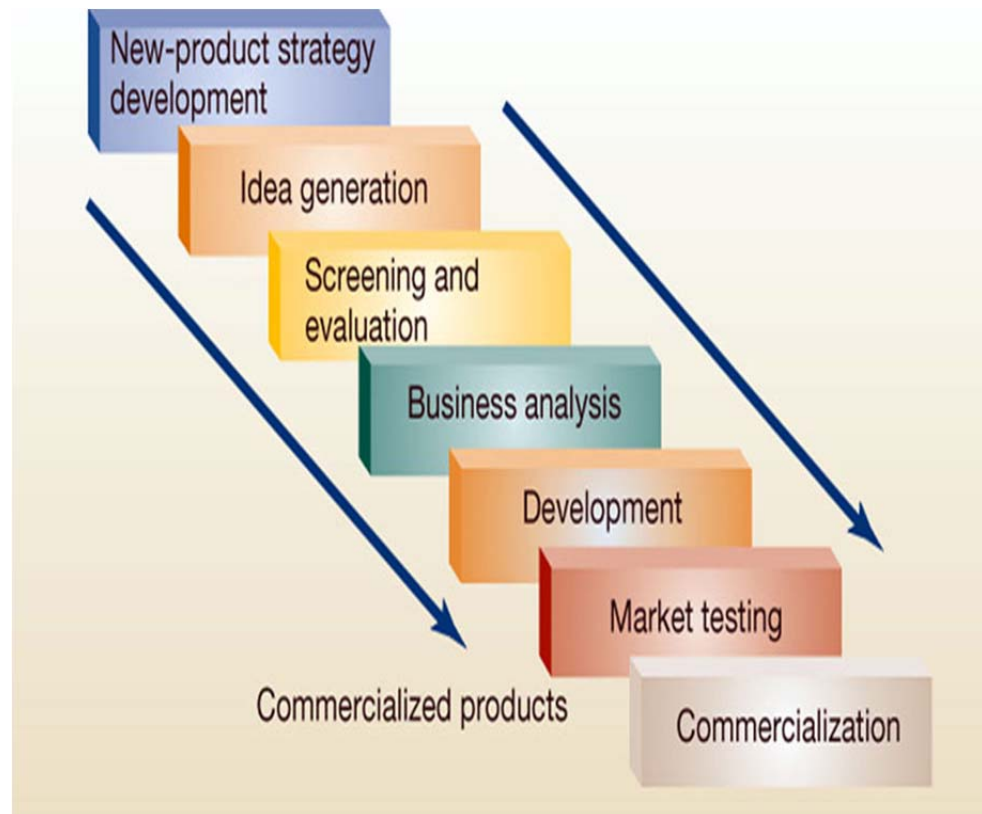 New-product strategy
development
Idea generation
Screening and
evaluation
Business analysis
Development
Market testing
Commercialized products
Commercialization